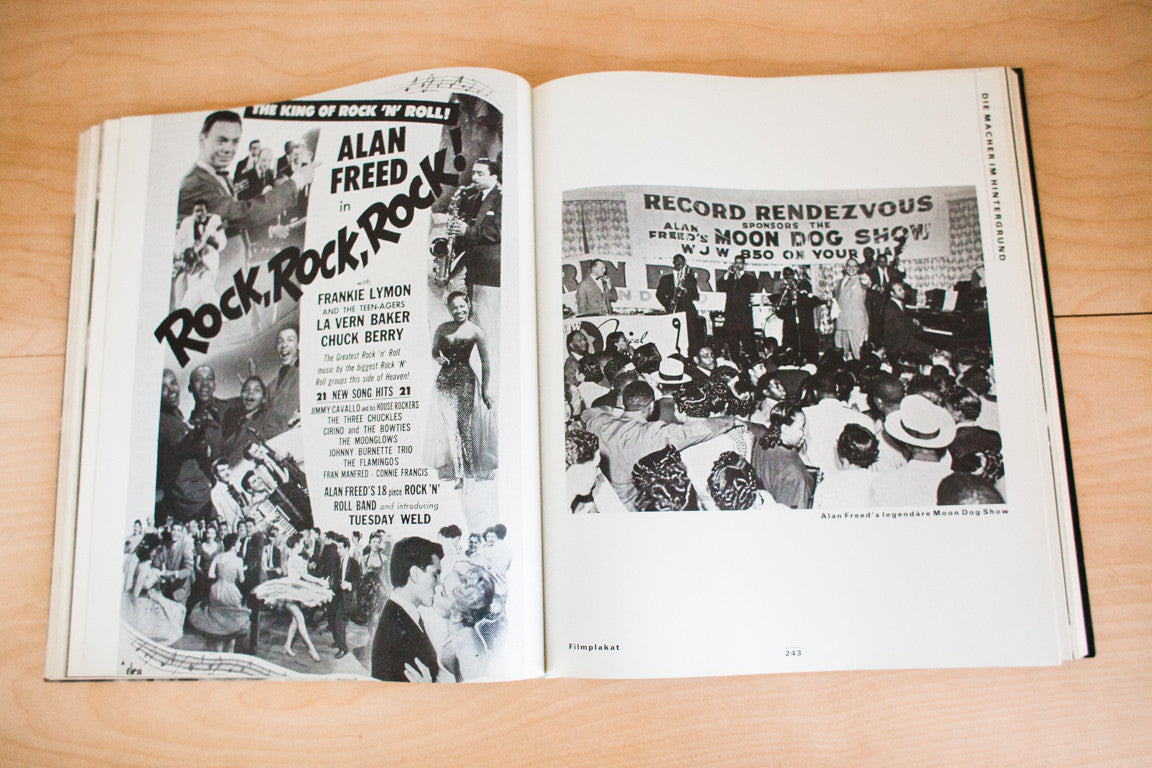 THE KING OF ROCK 'N' ROLL!
ALAN
FREED
in
ROCK, ROCK, ROCK!
with
FRANKIE LYMON
AND THE TEEN-AGERS
LA VERN BAKER
CHUCK BERRY
The Greatest Rock 'n' Roll
music by the biggest Rock 'N'
Roll groups this side of Heaven!
21 NEW SONG HITS 21
JIMMY CAVALLO and his HOUSE ROCKERS
THE THREE CHUCKLES
CIRINO and THE BOWTIES
THE MOONGLOWS
JOHNNY BURNETTE TRIO
THE FLAMINGOS
FRAN MANFRED - CONNIE FRANCIS
ALAN FREED'S 18 piece ROCK 'N'
ROLL BAND and introducing
TUESDAY WELD
DIE MACHER IM HINTERGRUND
RECORD RENDEZVOUS
SPONSORS THE
ALAN FREED'S MOON DOG SHOW
WJW 850 ON YOUR DIAL
Alan Freed's legendäre Moon Dog Show
Filmplakat
243